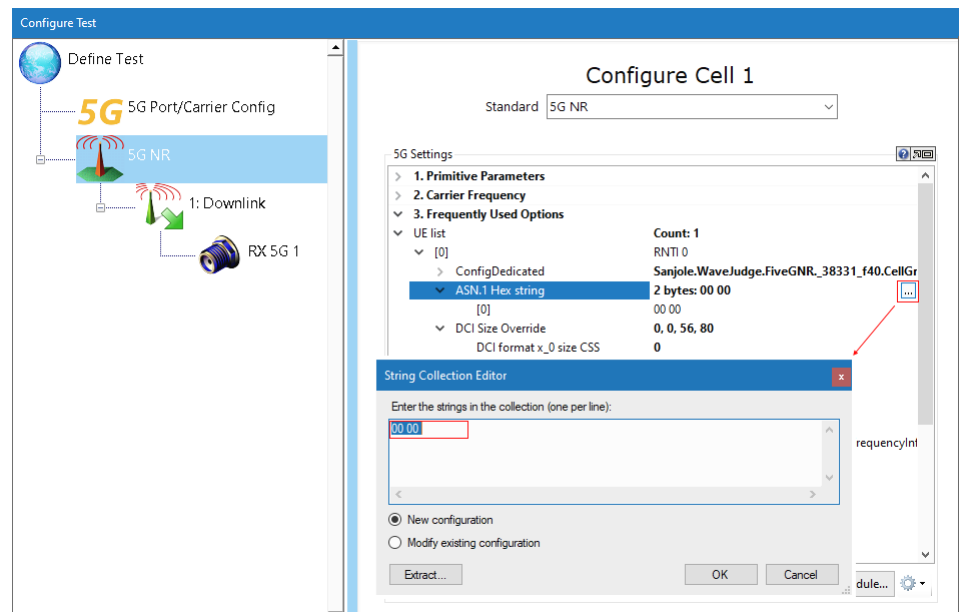 Configure Test
Define Test
5G 5G Port/Carrier Config
5G NR
1: Downlink
RX 5G 1
Configure Cell 1
Standard 5G NR
5G Settings
1. Primitive Parameters
2. Carrier Frequency
3. Frequently Used Options
UE list Count: 1
[0] RNTI 0
ConfigDedicated Sanjole.WaveJudge.FiveGNR._38331_f40.CellGr
ASN.1 Hex string 2 bytes: 00 00 ...
[0] 00 00
DCI Size Override 0, 0, 56, 80
DCI format x_0 size CSS 0
String Collection Editor x
Enter the strings in the collection (one per line):
00 00
requencyInf
New configuration
Modify existing configuration
Extract... OK Cancel
dule...